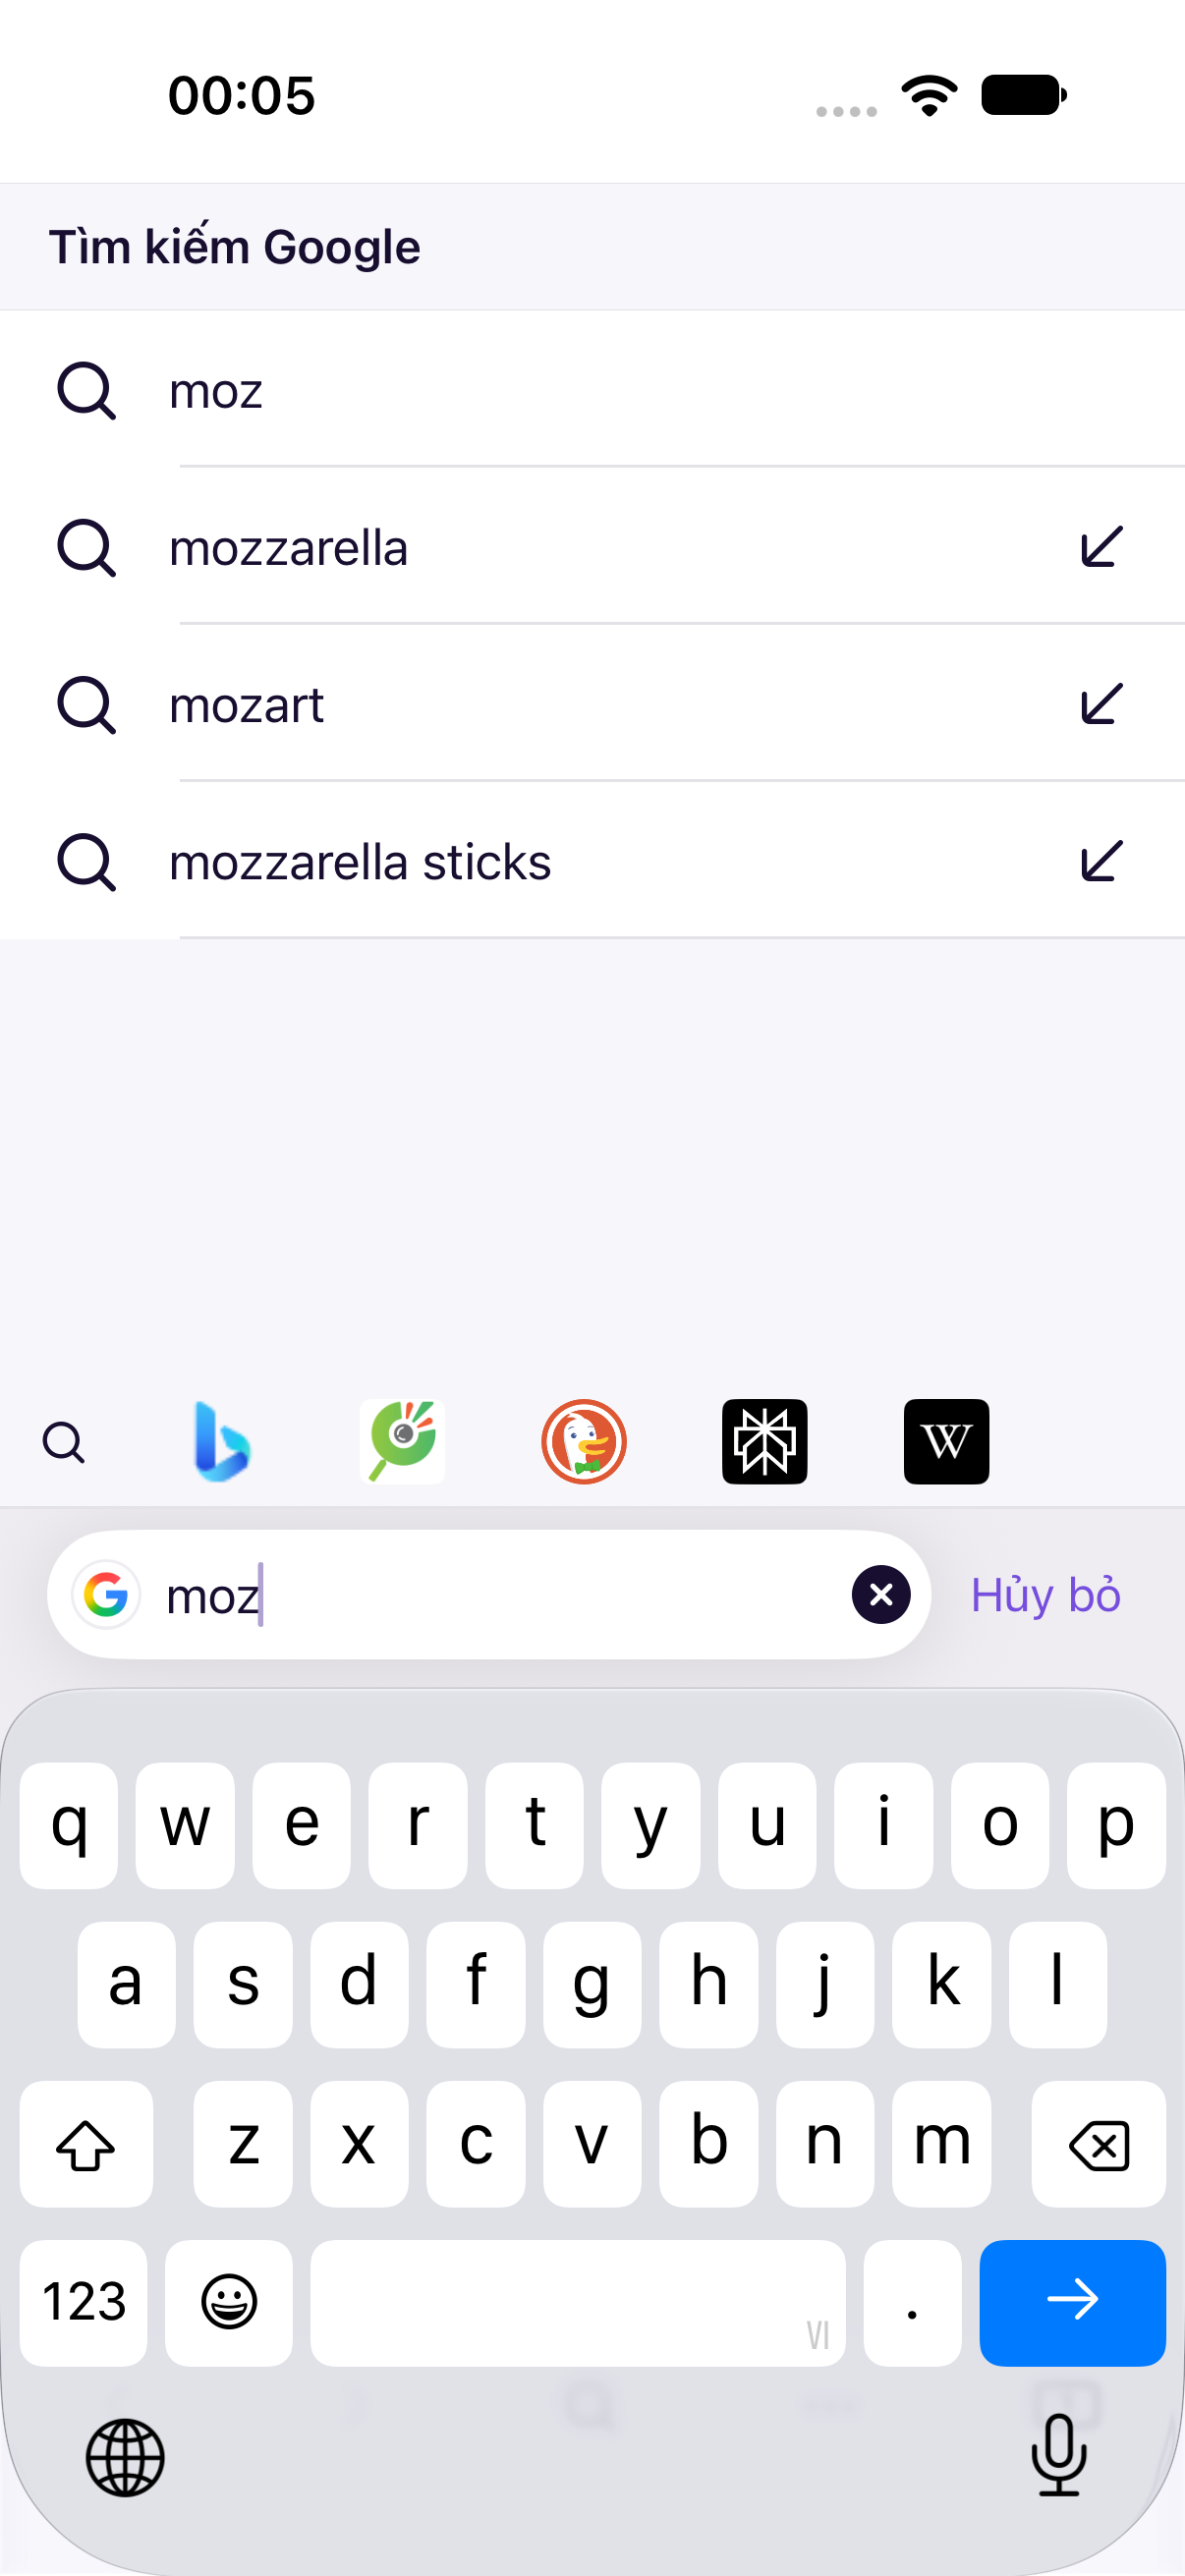 00:05
Tìm kiếm Google
moz
mozzarella
mozart
mozzarella sticks
W
moz
Hủy bỏ
q w e r t y u i o p
a s d f g h j k l
z x c v b n m
123 VI .